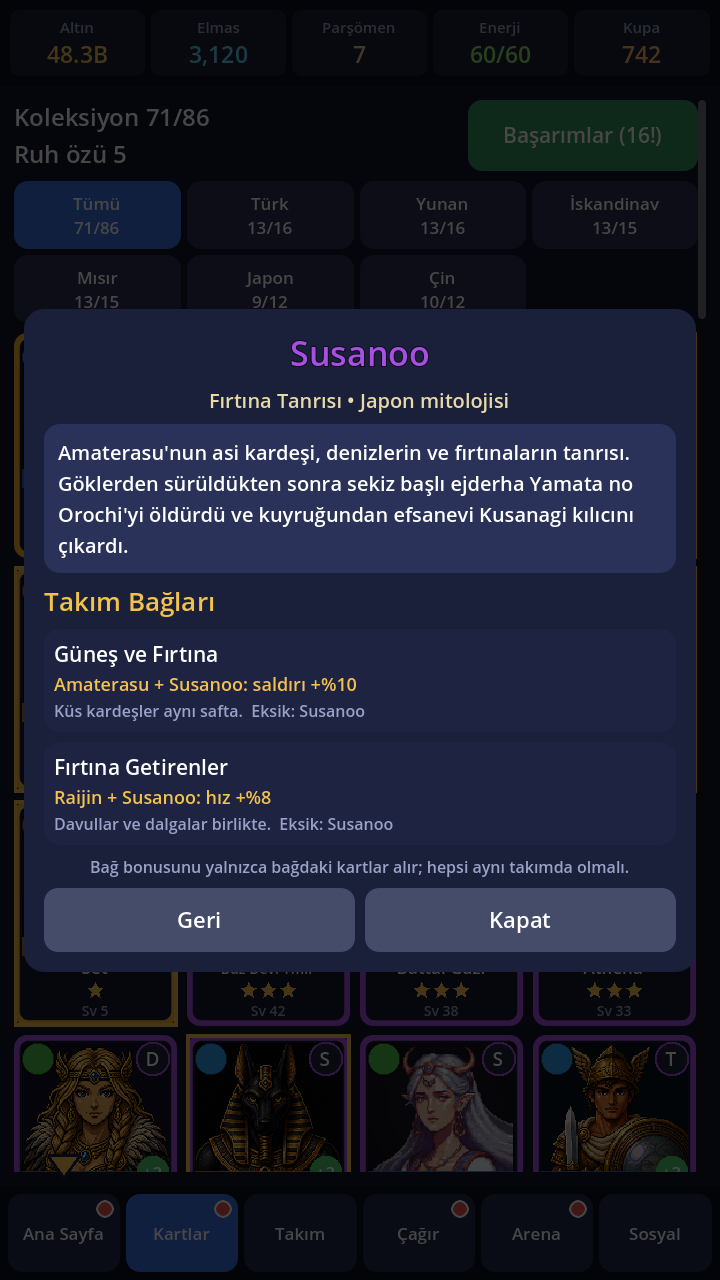 Altın
Elmas
Parşömen
Enerji
Kupa
48.3B
3,120
7
60/60
742
Koleksiyon 71/86
Ruh özü 5
Başarımlar (16!)
Tümü
71/86
Türk
13/16
Yunan
13/16
İskandinav
13/15
Mısır
13/15
Japon
9/12
Çin
10/12
Susanoo
Fırtına Tanrısı • Japon mitolojisi
Amaterasu'nun asi kardeşi, denizlerin ve fırtınaların tanrısı.
Göklerden sürüldükten sonra sekiz başlı ejderha Yamata no
Orochi'yi öldürdü ve kuyruğundan efsanevi Kusanagi kılıcını
çıkardı.
Takım Bağları
Güneş ve Fırtına
Amaterasu + Susanoo: saldırı +%10
Küs kardeşler aynı safta.  Eksik: Susanoo
Fırtına Getirenler
Raijin + Susanoo: hız +%8
Davullar ve dalgalar birlikte.  Eksik: Susanoo
Bağ bonusunu yalnızca bağdaki kartlar alır; hepsi aynı takımda olmalı.
Geri
Kapat
Sv 5
Sv 42
Sv 38
Sv 33
D
S
S
T
Ana Sayfa
Kartlar
Takım
Çağır
Arena
Sosyal